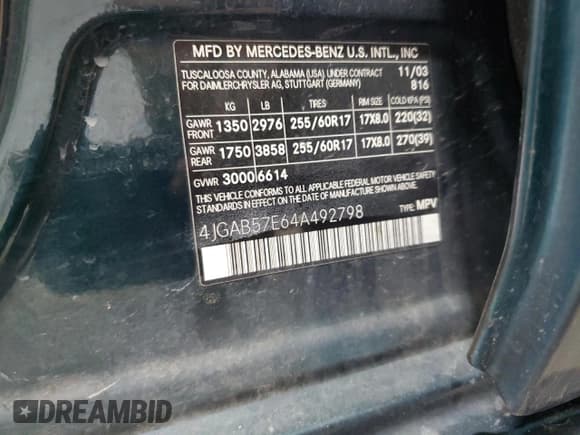 MFD BY MERCEDES-BENZ U.S. INTL., INC
TUSCALOOSA COUNTY, ALABAMA (USA) UNDER CONTRACT 11/03
FOR DAIMLERCHRYSLER AG, STUTTGART (GERMANY) 816
KG LB TIRES RIM SIZE COLD KPA (PSI)
GAWR FRONT 1350 2976 255/60R17 17X8.0 220(32)
GAWR REAR 1750 3858 255/60R17 17X8.0 270(39)
GVWR 3000 6614
THIS VEHICLE CONFORMS TO ALL APPLICABLE FEDERAL MOTOR VEHICLE SAFETY
STANDARDS IN EFFECT ON THE DATE OF MANUFACTURE SHOWN ABOVE.
4JGAB57E64A492798 TYPE: MPV
DREAMBID